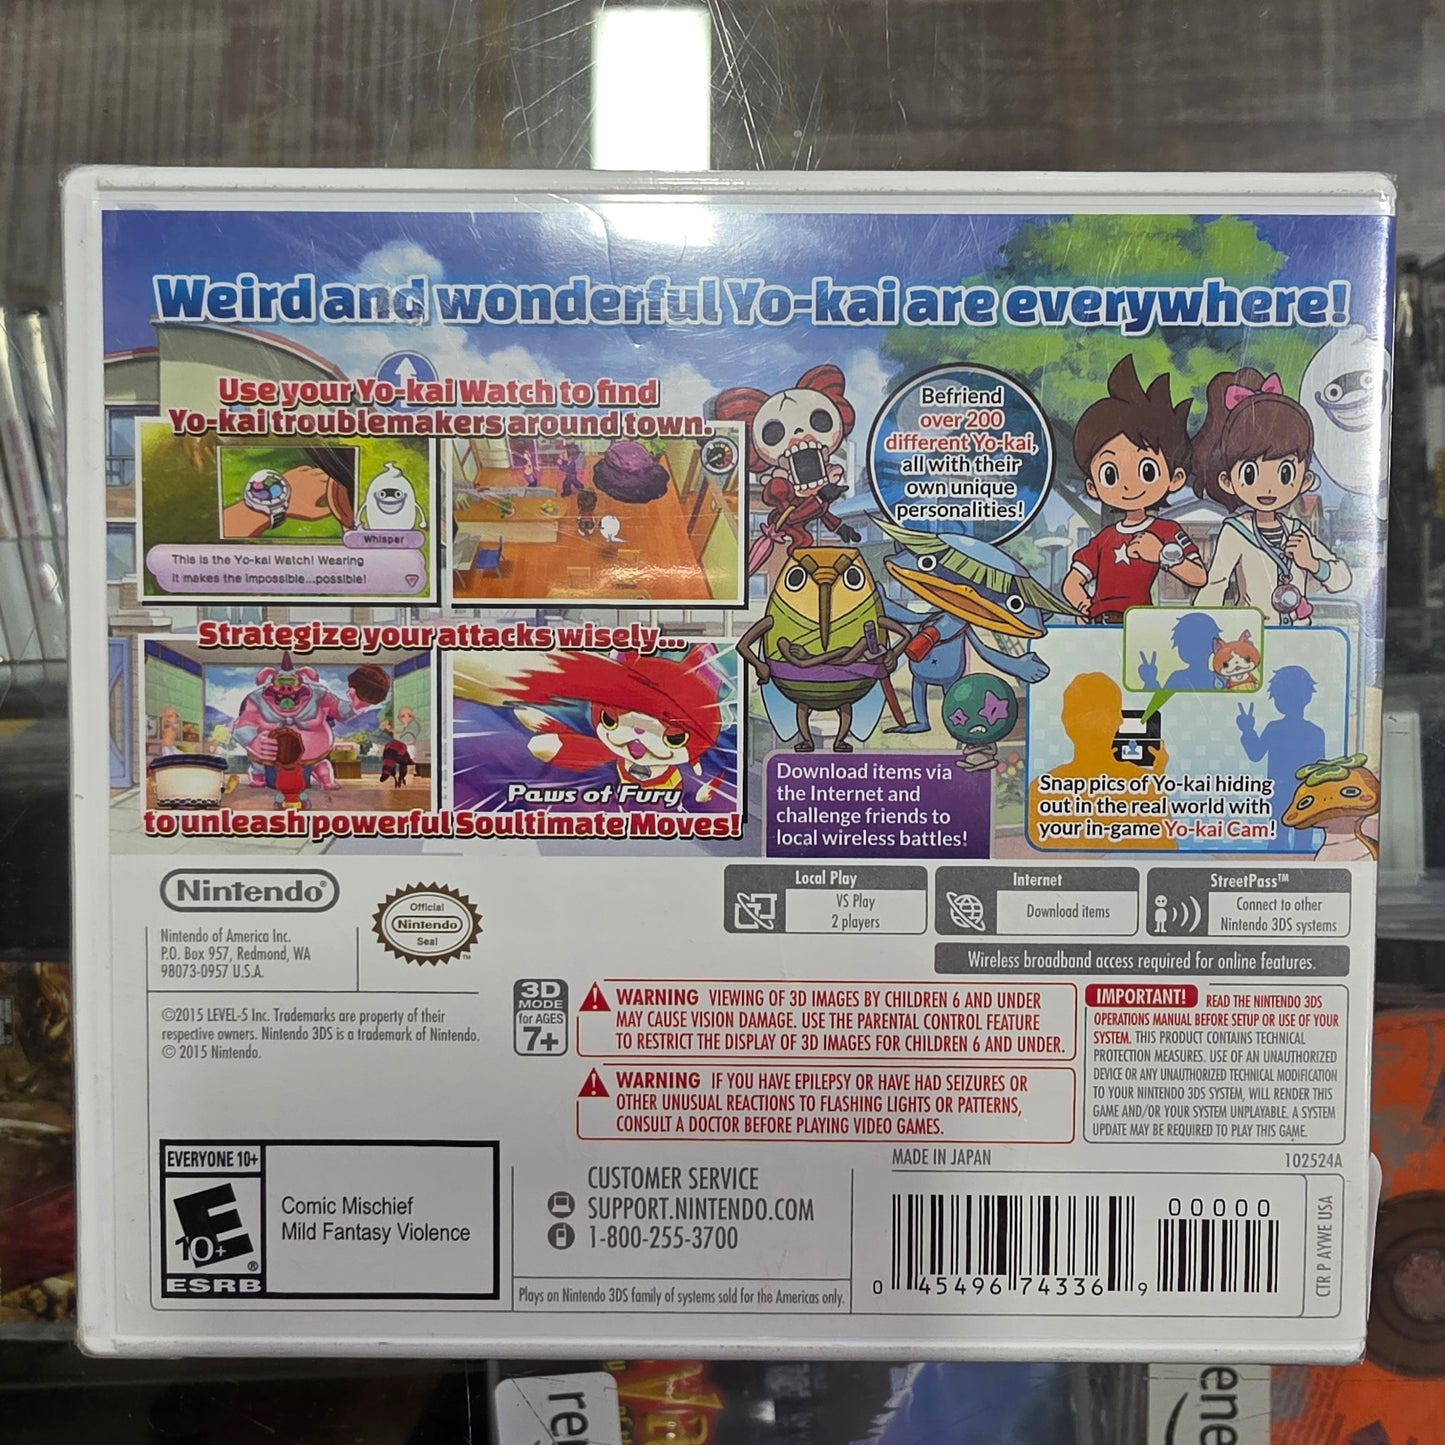 Weird and wonderful Yo-kai are everywhere!
Use your Yo-kai Watch to find
Yo-kai troublemakers around town.
Whisper
This is the Yo-kai Watch! Wearing
it makes the impossible...possible!
Befriend
over 200
different Yo-kai,
all with their
own unique
personalities!
Strategize your attacks wisely...
Paws of Fury
to unleash powerful Soultimate Moves!
Download items via
the Internet and
challenge friends to
local wireless battles!
Snap pics of Yo-kai hiding
out in the real world with
your in-game Yo-kai Cam!
Nintendo®
Official
Nintendo
Seal
TM
Nintendo of America Inc.
P.O. Box 957, Redmond, WA
98073-0957 U.S.A.
Local Play
VS Play
2 players
Internet
Download items
StreetPass™
Connect to other
Nintendo 3DS systems
Wireless broadband access required for online features.
©2015 LEVEL-5 Inc. Trademarks are property of their
respective owners. Nintendo 3DS is a trademark of Nintendo.
© 2015 Nintendo.
3D
MODE
for AGES
7+
WARNING VIEWING OF 3D IMAGES BY CHILDREN 6 AND UNDER
MAY CAUSE VISION DAMAGE. USE THE PARENTAL CONTROL FEATURE
TO RESTRICT THE DISPLAY OF 3D IMAGES FOR CHILDREN 6 AND UNDER.
WARNING IF YOU HAVE EPILEPSY OR HAVE HAD SEIZURES OR
OTHER UNUSUAL REACTIONS TO FLASHING LIGHTS OR PATTERNS,
CONSULT A DOCTOR BEFORE PLAYING VIDEO GAMES.
IMPORTANT! READ THE NINTENDO 3DS
OPERATIONS MANUAL BEFORE SETUP OR USE OF YOUR
SYSTEM. THIS PRODUCT CONTAINS TECHNICAL
PROTECTION MEASURES. USE OF AN UNAUTHORIZED
DEVICE OR ANY UNAUTHORIZED TECHNICAL MODIFICATION
TO YOUR NINTENDO 3DS SYSTEM, WILL RENDER THIS
GAME AND/OR YOUR SYSTEM UNPLAYABLE. A SYSTEM
UPDATE MAY BE REQUIRED TO PLAY THIS GAME.
MADE IN JAPAN
102524A
EVERYONE 10+
E
10+
®
ESRB
Comic Mischief
Mild Fantasy Violence
CUSTOMER SERVICE
SUPPORT.NINTENDO.COM
1-800-255-3700
Plays on Nintendo 3DS family of systems sold for the Americas only.
00000
0 45496 74336 9
CTR P AYWE USA
re
ene